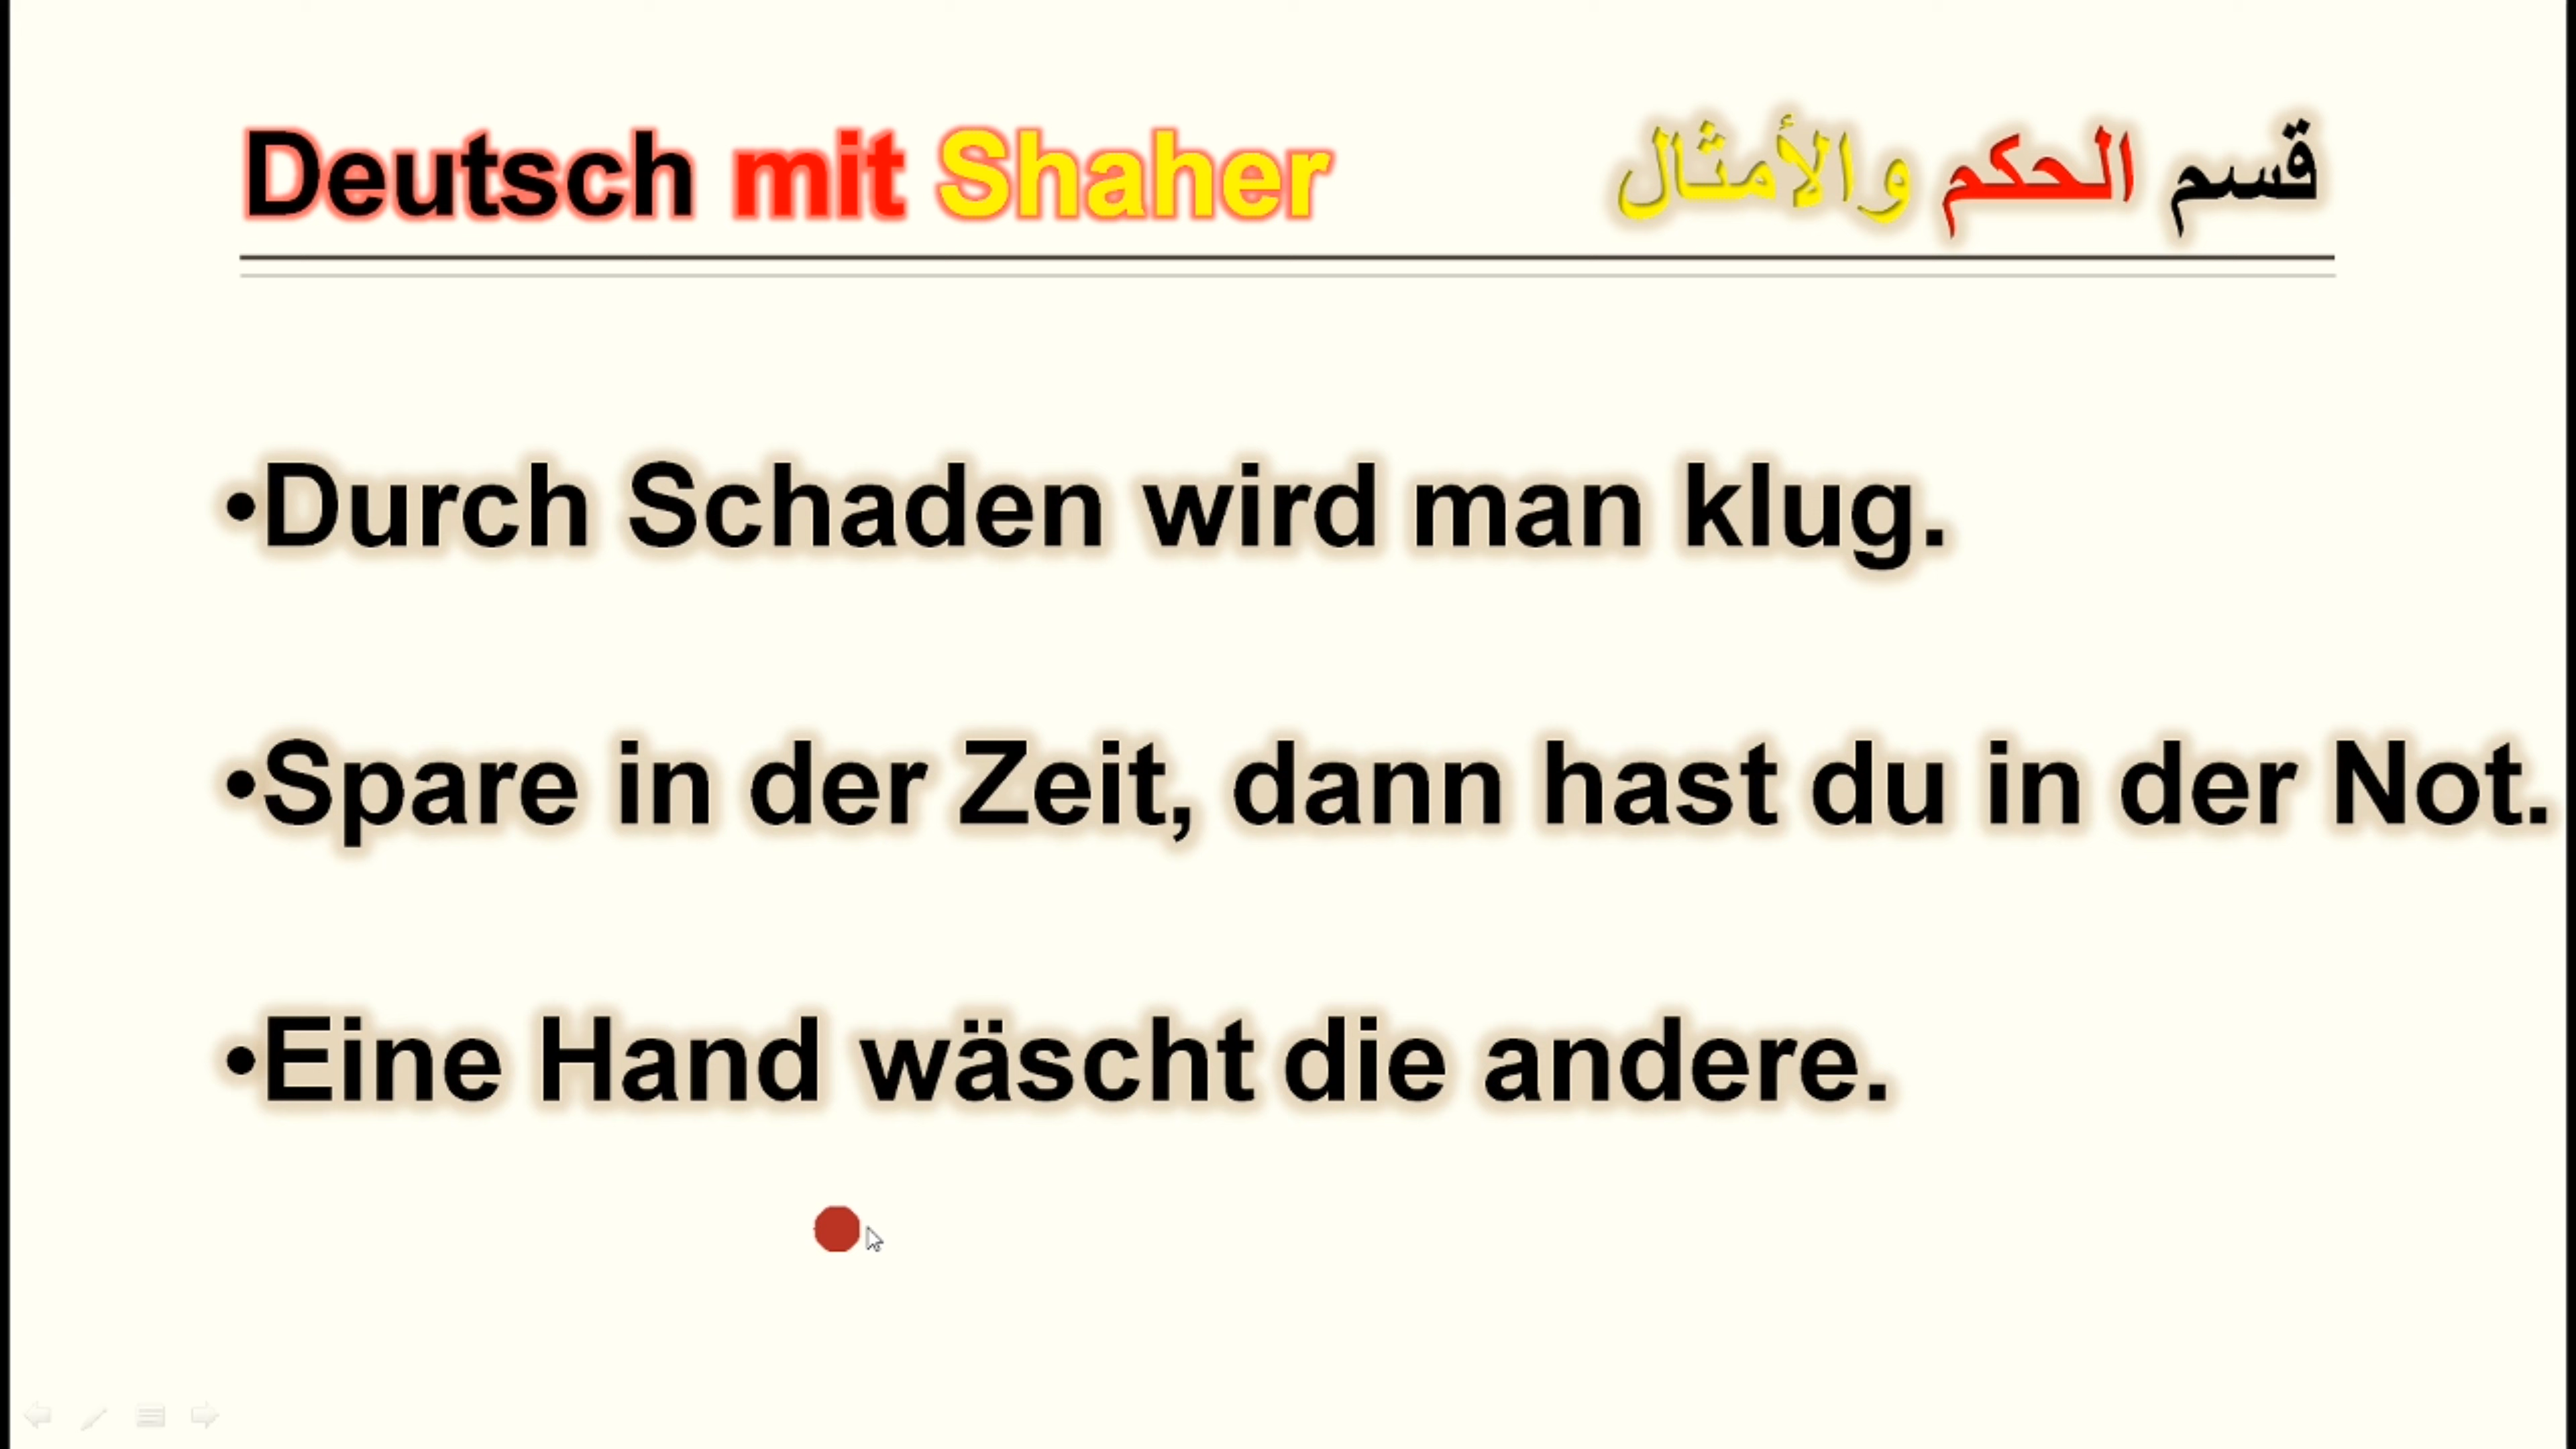 Deutsch mit Shaher قسم الحكم والأمثال
•Durch Schaden wird man klug.
•Spare in der Zeit, dann hast du in der Not.
•Eine Hand wäscht die andere.